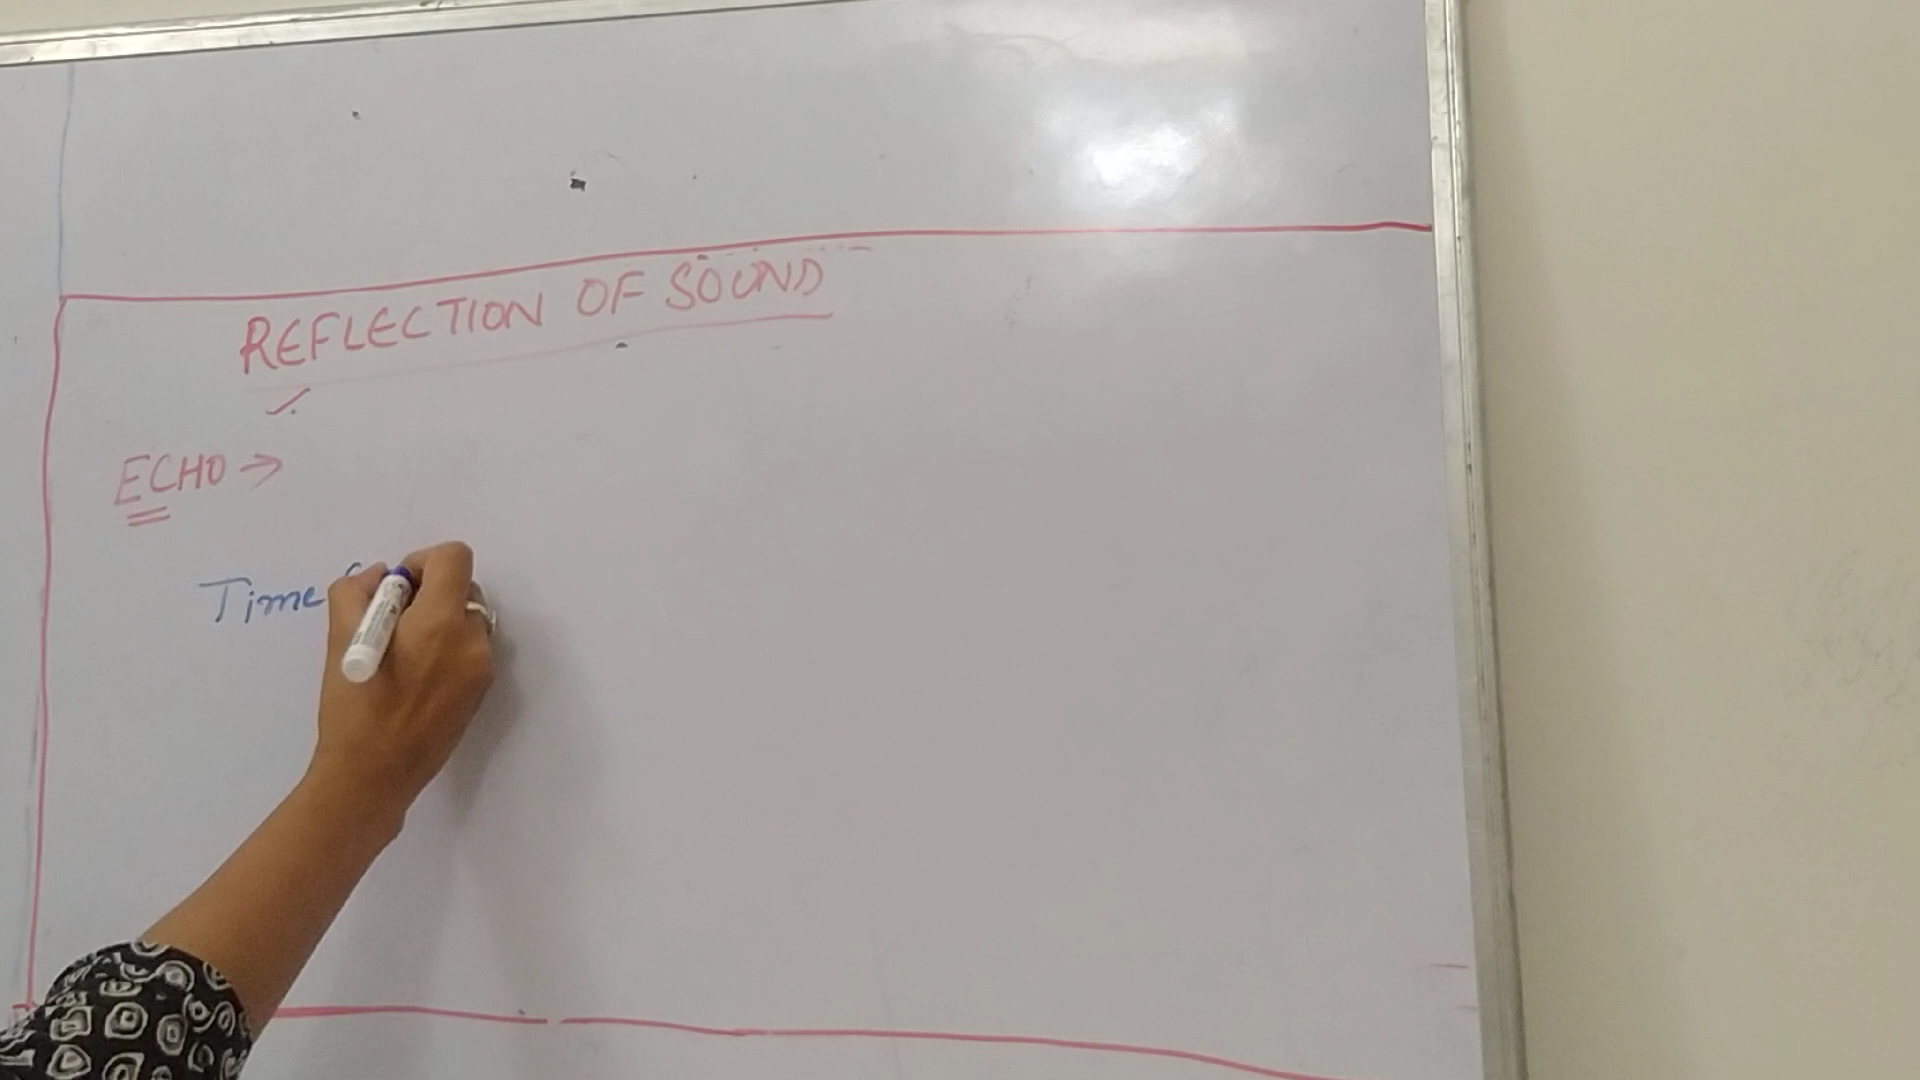 REFLECTION OF SOUND
ECHO →
Time